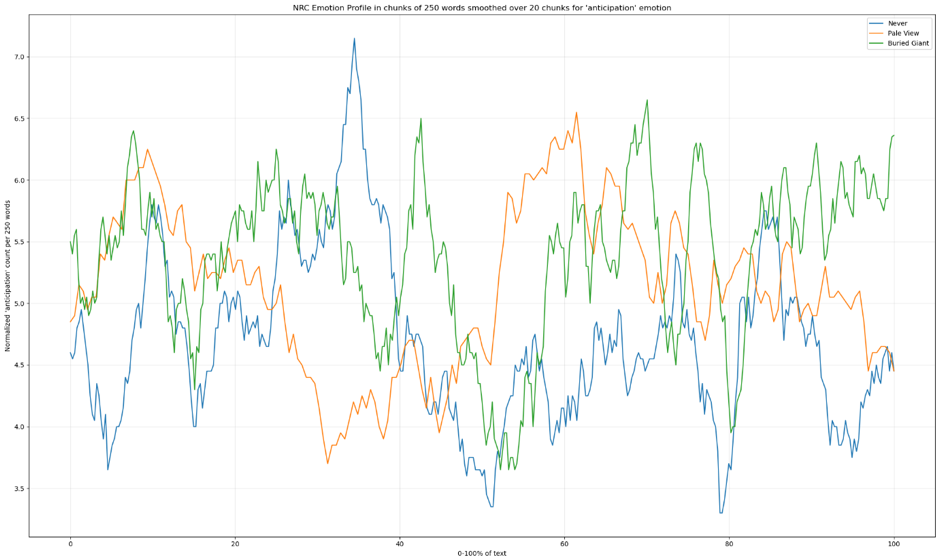 NRC Emotion Profile in chunks of 250 words smoothed over 20 chunks for 'anticipation' emotion
Never
Pale View
Buried Giant
Normalized 'anticipation' count per 250 words
7.0
6.5
6.0
5.5
5.0
4.5
4.0
3.5
0 20 40 60 80 100
0-100% of text